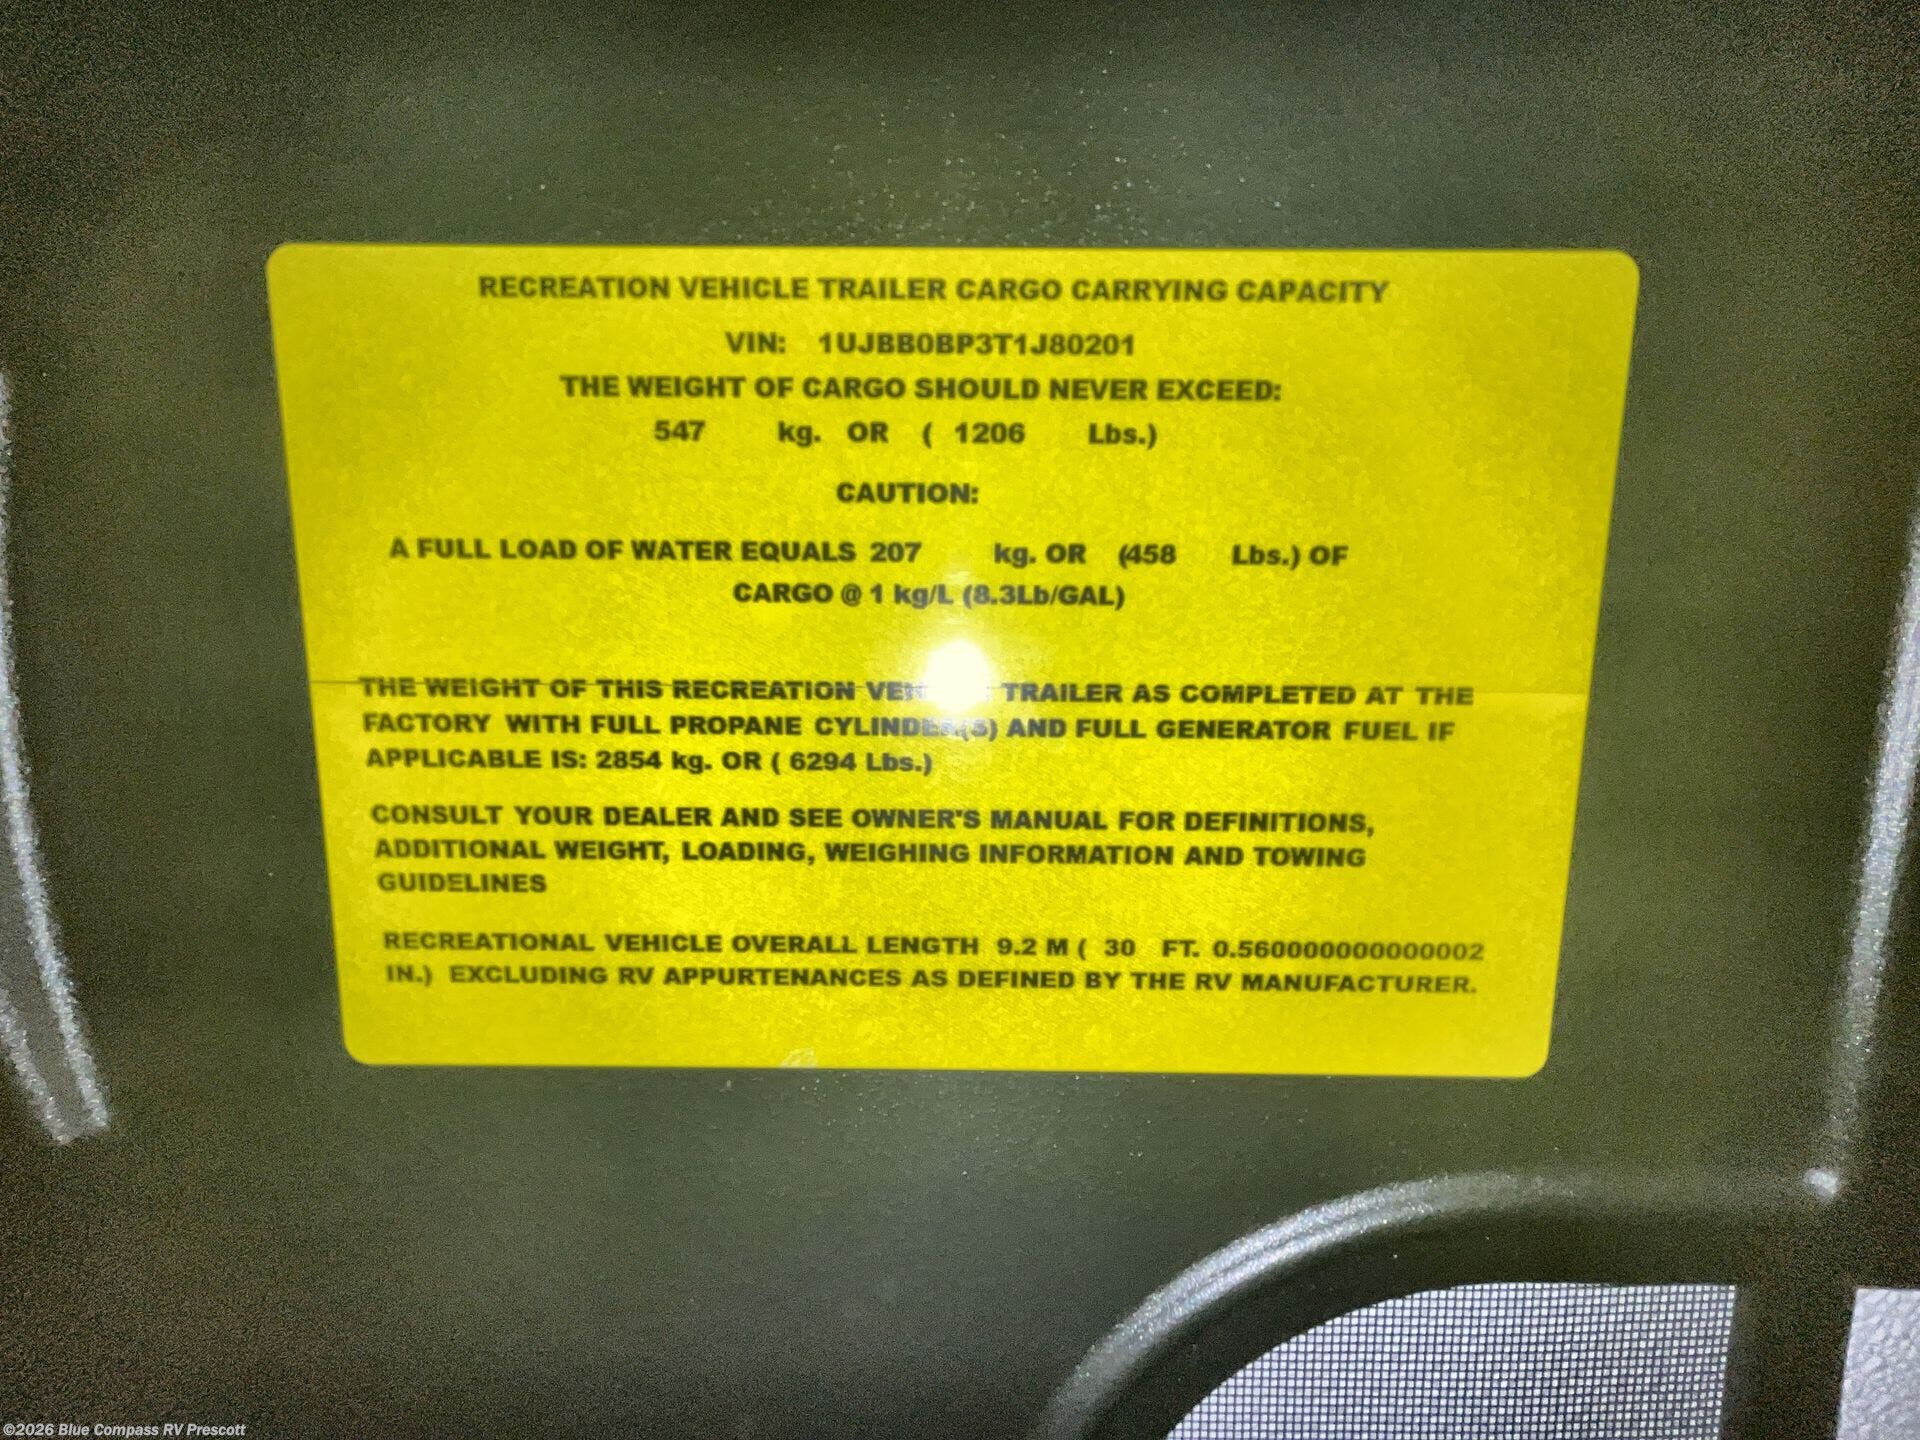 RECREATION VEHICLE TRAILER CARGO CARRYING CAPACITY
VIN: 1UJBB0BP3T1J80201
THE WEIGHT OF CARGO SHOULD NEVER EXCEED:
547 kg. OR ( 1206 Lbs.)
CAUTION:
A FULL LOAD OF WATER EQUALS 207 kg. OR (458 Lbs.) OF
CARGO @ 1 kg/L (8.3Lb/GAL)
THE WEIGHT OF THIS RECREATION TRAILER AS COMPLETED AT THE
FACTORY WITH FULL PROPANE CYLINDER(S) AND FULL GENERATOR FUEL IF
APPLICABLE IS: 2854 kg. OR ( 6294 Lbs.)
CONSULT YOUR DEALER AND SEE OWNER'S MANUAL FOR DEFINITIONS,
ADDITIONAL WEIGHT, LOADING, WEIGHING INFORMATION AND TOWING
GUIDELINES
RECREATIONAL VEHICLE OVERALL LENGTH 9.2 M ( 30 FT. 0.560000000000002
IN.) EXCLUDING RV APPURTENANCES AS DEFINED BY THE RV MANUFACTURER.
©2026 Blue Compass RV Prescott